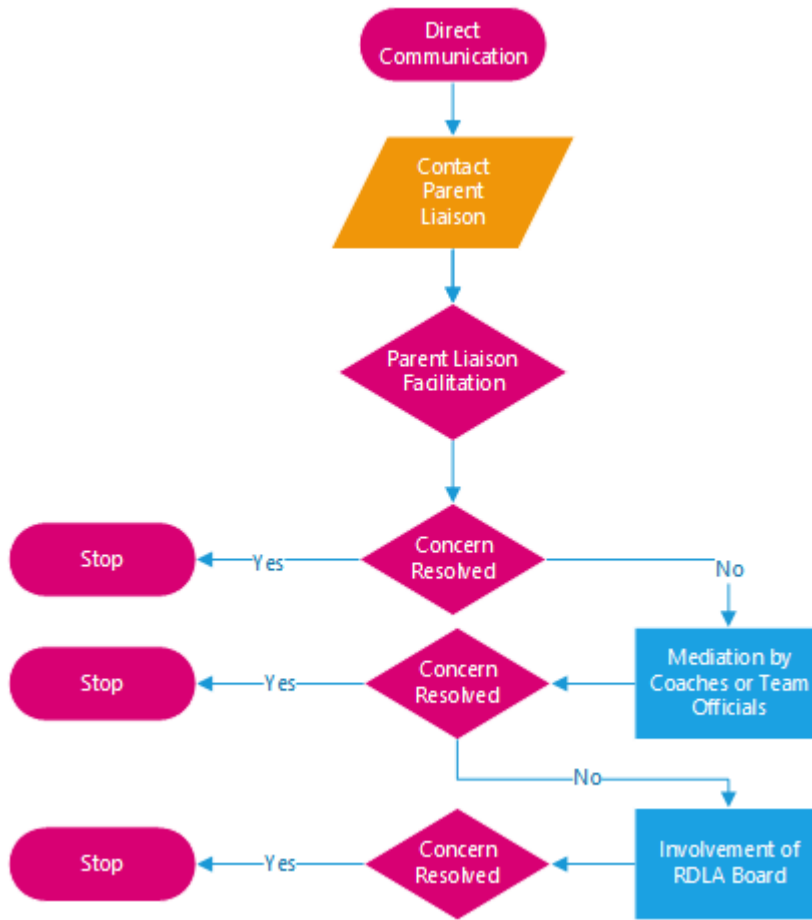 Direct
Communication
Contact
Parent
Liaison
Parent Liaison
Facilitation
Stop
Yes
Concern
Resolved
No
Stop
Yes
Concern
Resolved
Mediation by
Coaches or Team
Officials
No
Stop
Yes
Concern
Resolved
Involvement of
RDLA Board